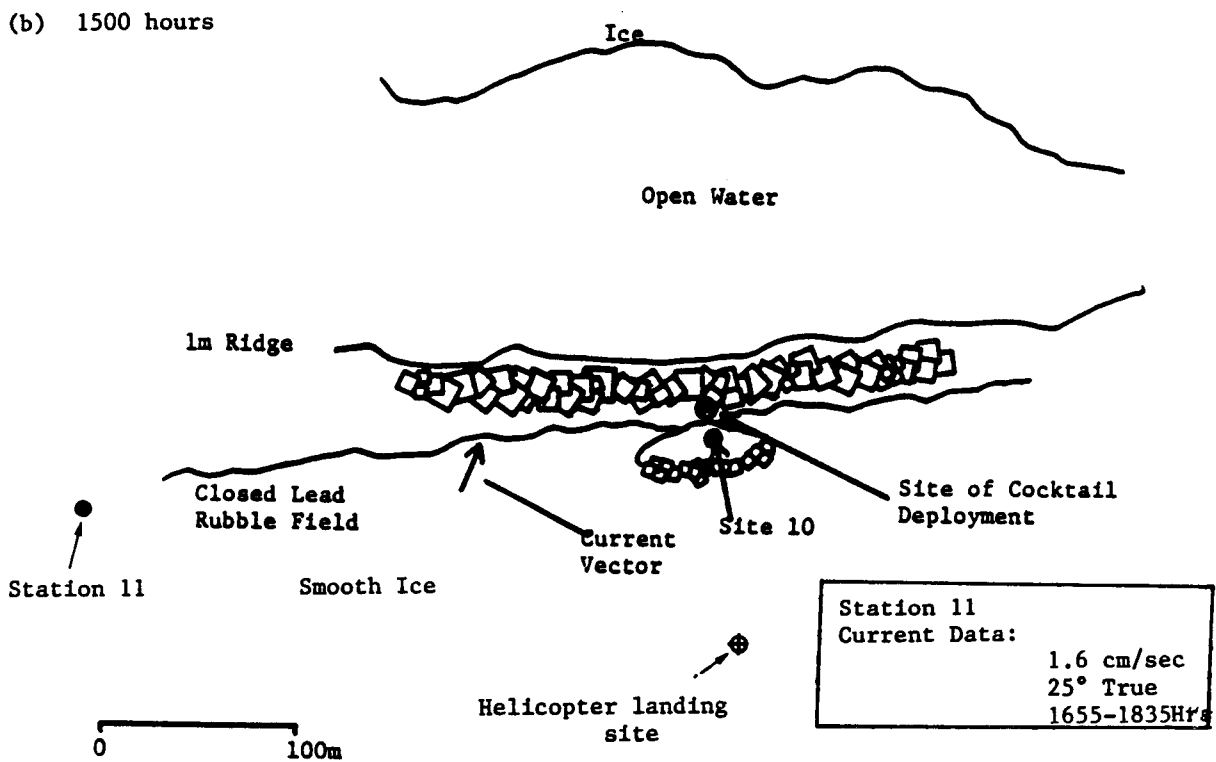 (b) 1500 hours
Ice
Open Water
1m Ridge
Closed Lead
Rubble Field
Current
Vector
Site 10
Site of Cocktail
Deployment
Station 11
Smooth Ice
Helicopter landing
site
Station 11
Current Data:
1.6 cm/sec
25° True
1655-1835Hrs
0 100m